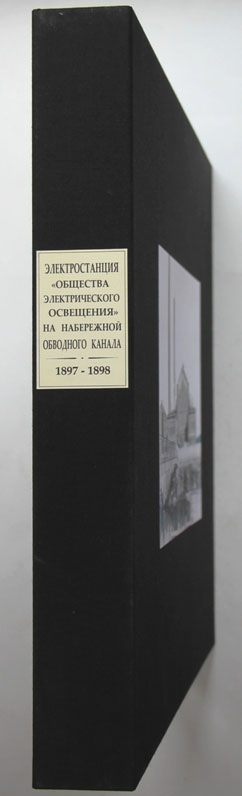 ЭЛЕКТРОСТАНЦИЯ
«ОБЩЕСТВА
ЭЛЕКТРИЧЕСКОГО
ОСВЕЩЕНИЯ»
НА НАБЕРЕЖНОЙ
ОБВОДНОГО КАНАЛА
1897 - 1898